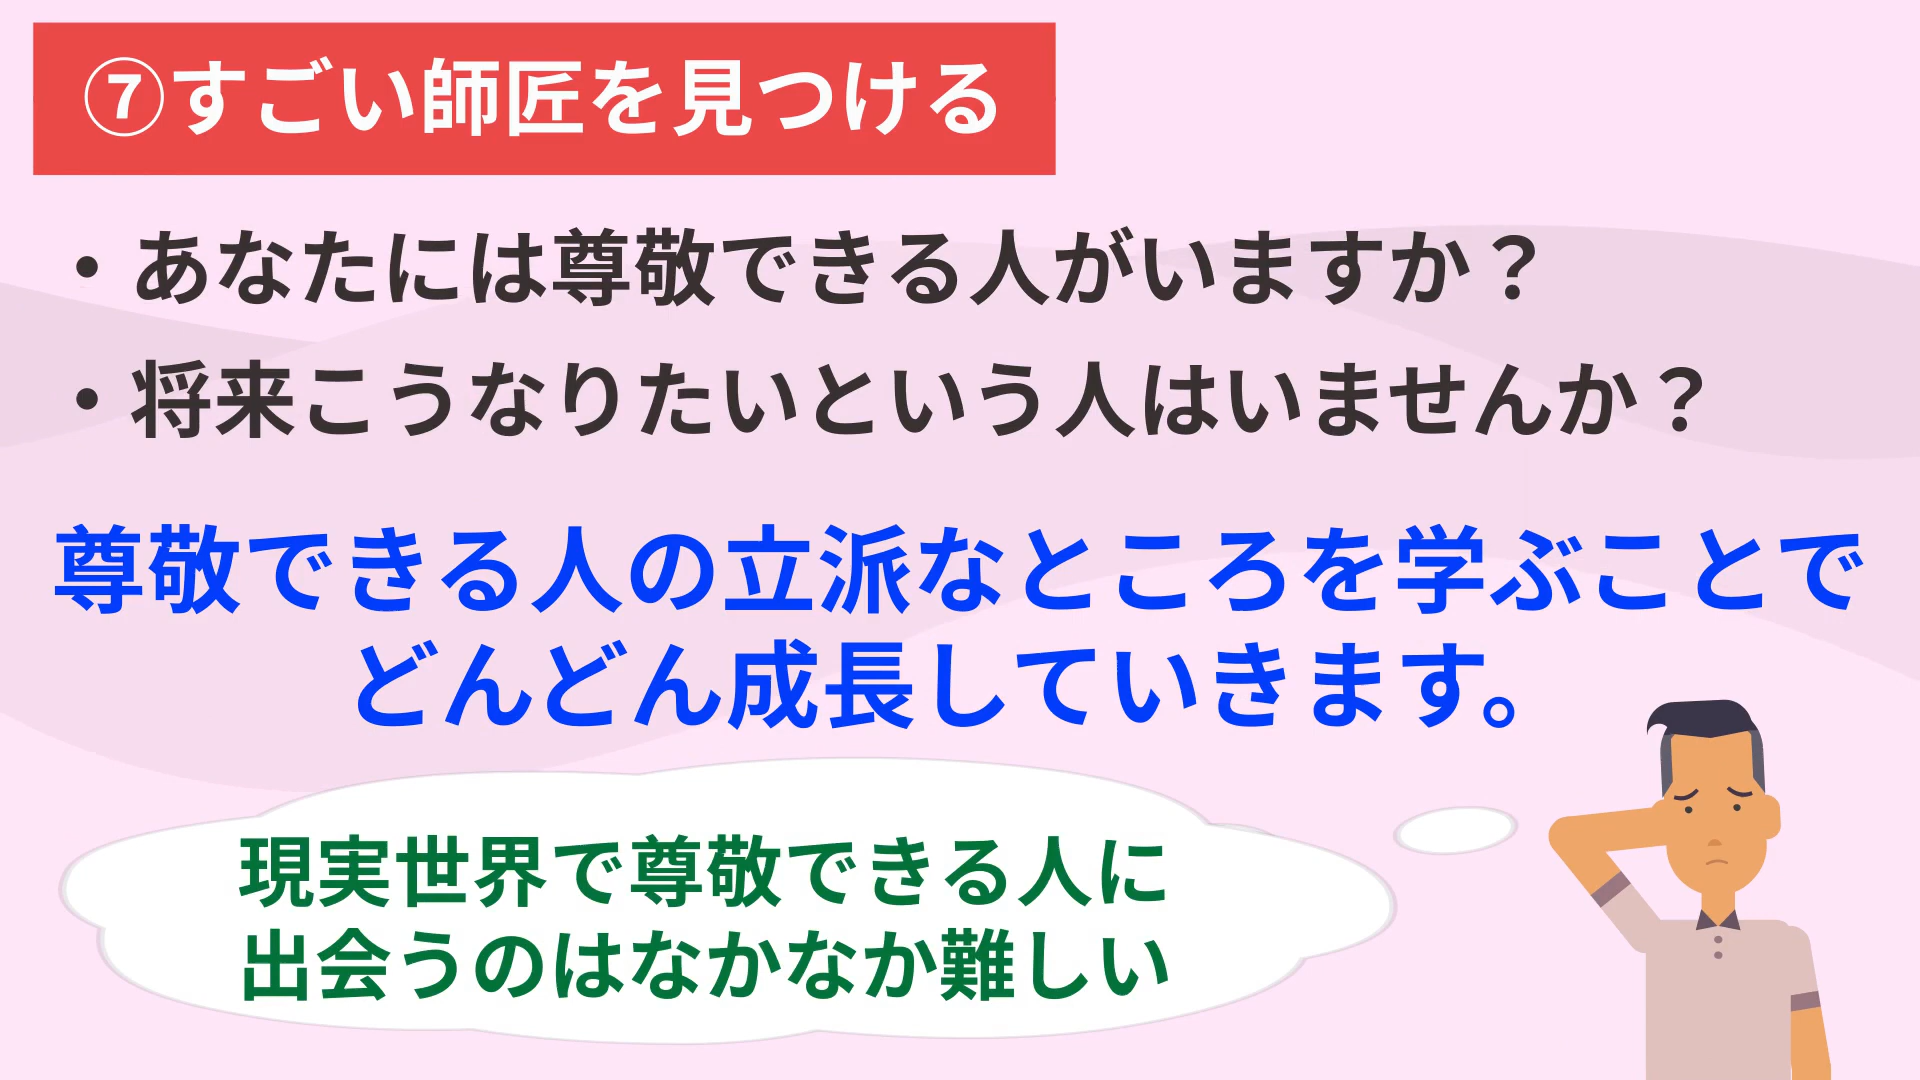 ⑦すごい師匠を見つける
・あなたには尊敬できる人がいますか？
・将来こうなりたいという人はいませんか？
尊敬できる人の立派なところを学ぶことで
どんどん成長していきます。
現実世界で尊敬できる人に
出会うのはなかなか難しい